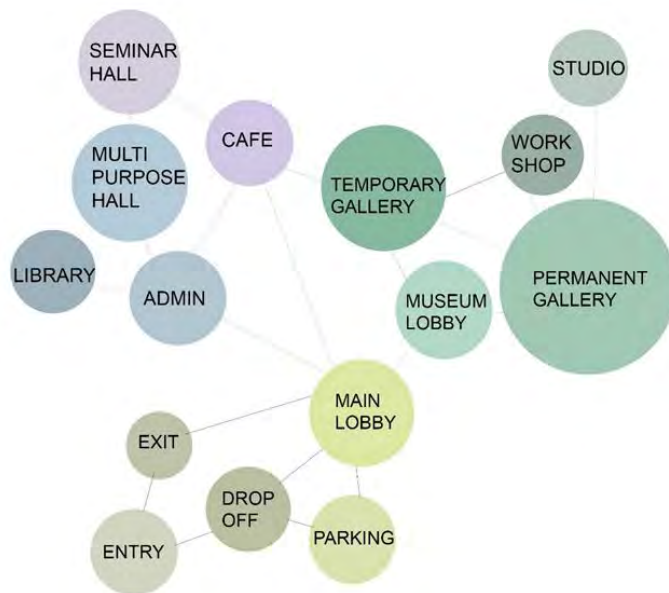 SEMINAR
HALL
STUDIO
CAFE
WORK
SHOP
MULTI
PURPOSE
HALL
TEMPORARY
GALLERY
LIBRARY
ADMIN
MUSEUM
LOBBY
PERMANENT
GALLERY
MAIN
LOBBY
EXIT
DROP
OFF
PARKING
ENTRY